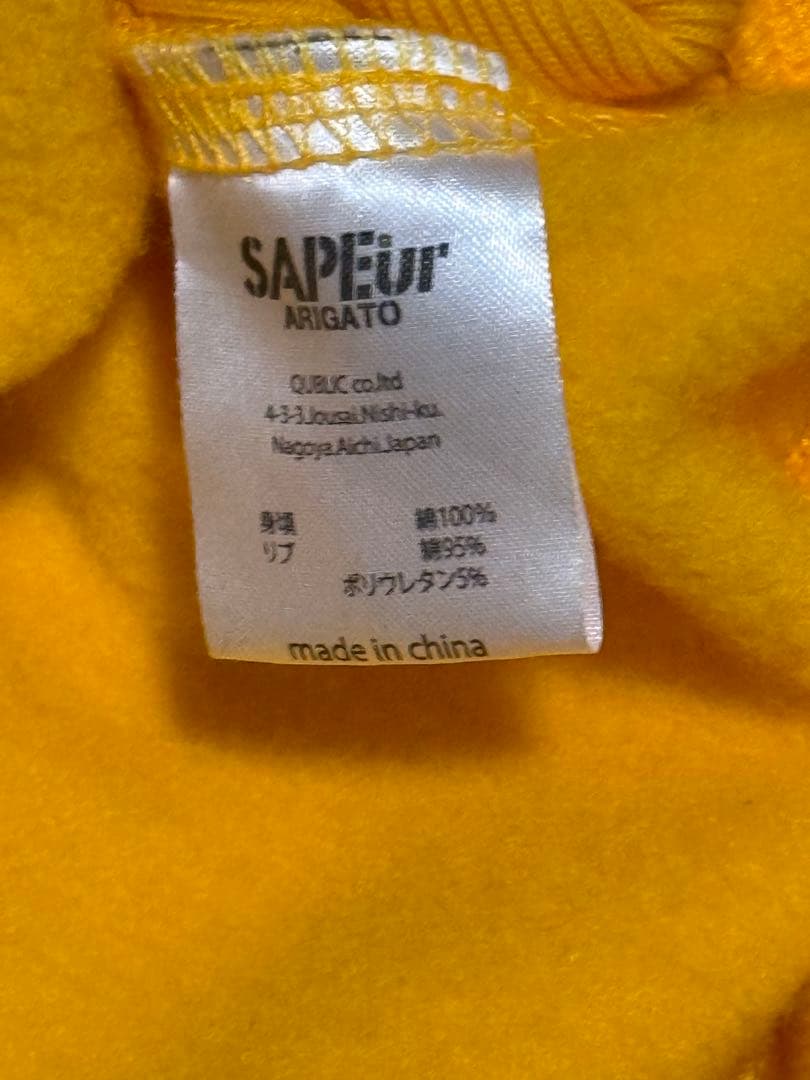 SAPEur
ARIGATO
QUBLIC co.ltd
4-3-3.Jousai.Nishi-ku.
Nagoya.Aichi.Japan
身頃 綿100%
リブ 綿95%
ポリウレタン5%
made in china